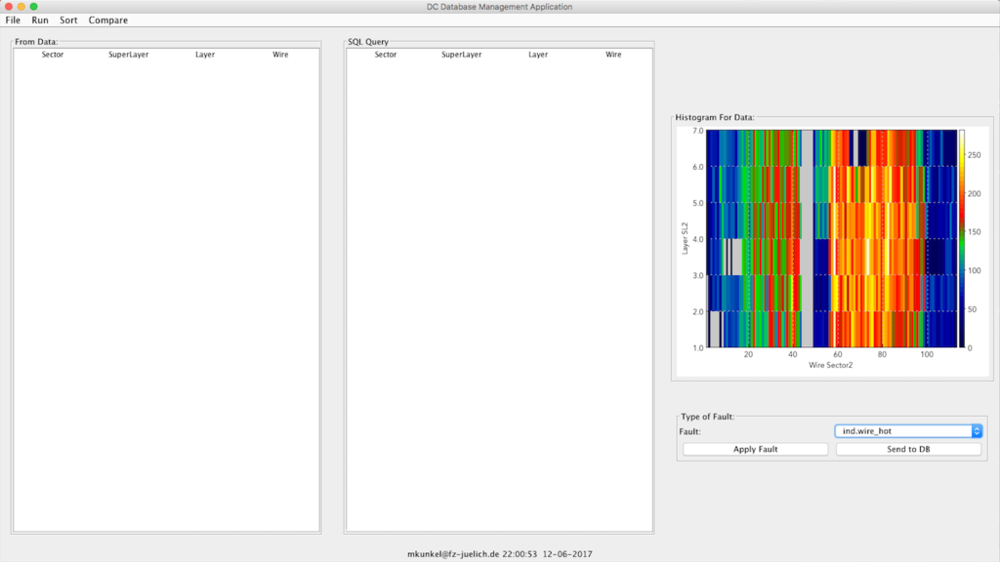 DC Database Management Application
File Run Sort Compare
From Data:
Sector SuperLayer Layer Wire
SQL Query
Sector SuperLayer Layer Wire
Histogram For Data:
7.0
6.0
5.0
4.0
3.0
2.0
1.0
Layer SL2
20 40 60 80 100
Wire Sector2
250
200
150
100
50
0
Type of Fault:
Fault: ind.wire_hot
Apply Fault Send to DB
mkunkel@fz-juelich.de 22:00:53 12-06-2017